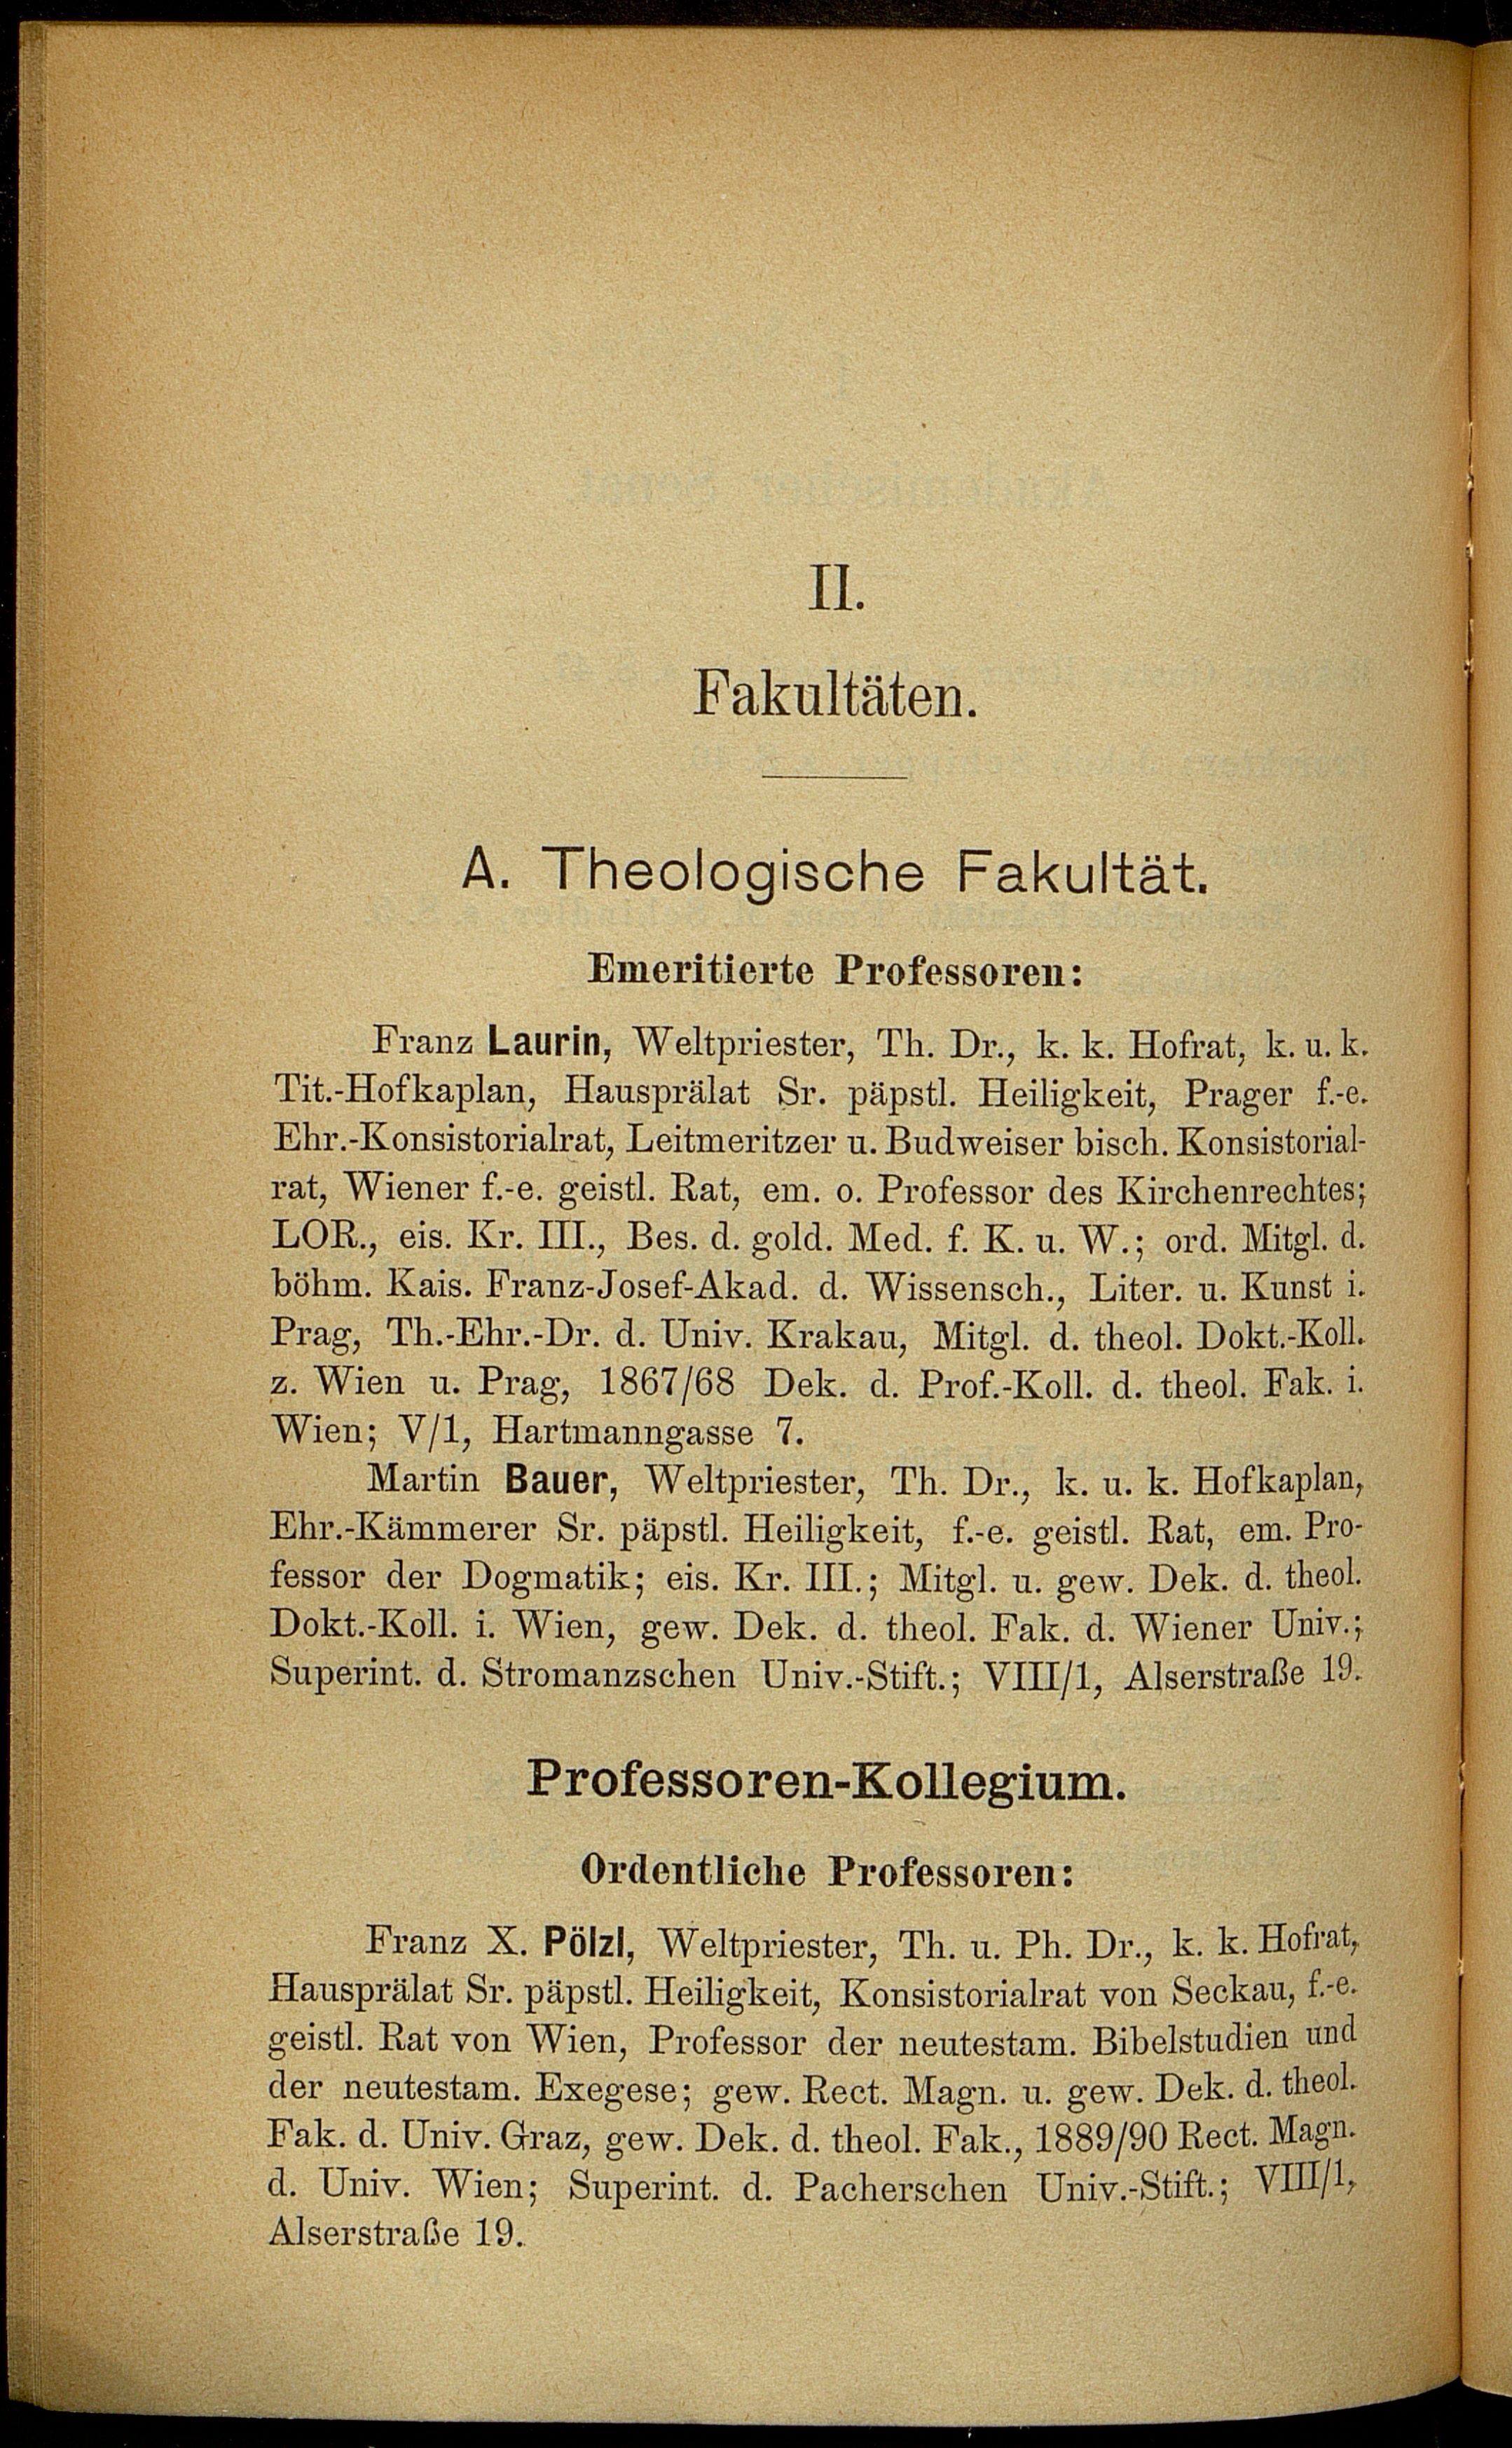 II.
Fakultäten.
A. Theologische Fakultät.
Emeritierte Professoren:
Franz Laurin, Weltpriester, Th. Dr., k. k. Hofrat, k. u. k.
Tit.-Hofkaplan, Hausprälat Sr. päpstl. Heiligkeit, Prager f.-e.
Ehr.-Konsistorialrat, Leitmeritzer u. Budweiser bisch. Konsistorial-
rat, Wiener f.-e. geistl. Rat, em. o. Professor des Kirchenrechtes;
LOR., eis. Kr. III., Bes. d. gold. Med. f. K. u. W.; ord. Mitgl. d.
böhm. Kais. Franz-Josef-Akad. d. Wissensch., Liter. u. Kunst i.
Prag, Th.-Ehr.-Dr. d. Univ. Krakau, Mitgl. d. theol. Dokt.-Koll.
z. Wien u. Prag, 1867/68 Dek. d. Prof.-Koll. d. theol. Fak. i.
Wien; V/1, Hartmanngasse 7.
Martin Bauer, Weltpriester, Th. Dr., k. u. k. Hofkaplan,
Ehr.-Kämmerer Sr. päpstl. Heiligkeit, f.-e. geistl. Rat, em. Pro-
fessor der Dogmatik; eis. Kr. III.; Mitgl. u. gew. Dek. d. theol.
Dokt.-Koll. i. Wien, gew. Dek. d. theol. Fak. d. Wiener Univ.;
Superint. d. Stromanzschen Univ.-Stift.; VIII/1, Alserstraße 19.
Professoren-Kollegium.
Ordentliche Professoren:
Franz X. Pölzl, Weltpriester, Th. u. Ph. Dr., k. k. Hofrat,
Hausprälat Sr. päpstl. Heiligkeit, Konsistorialrat von Seckau, f.-e.
geistl. Rat von Wien, Professor der neutestam. Bibelstudien und
der neutestam. Exegese; gew. Rect. Magn. u. gew. Dek. d. theol.
Fak. d. Univ. Graz, gew. Dek. d. theol. Fak., 1889/90 Rect. Magn.
d. Univ. Wien; Superint. d. Pacherschen Univ.-Stift.; VIII/1,
Alserstraße 19.